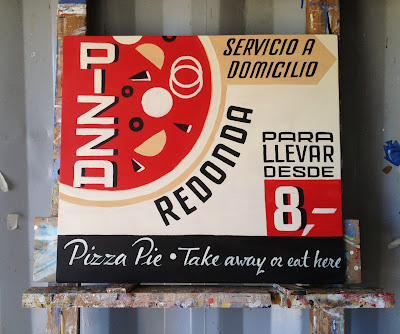 PIZZA
SERVICIO A
DOMICILIO
REDONDA
PARA
LLEVAR
DESDE
8,-
Pizza Pie • Take away or eat here